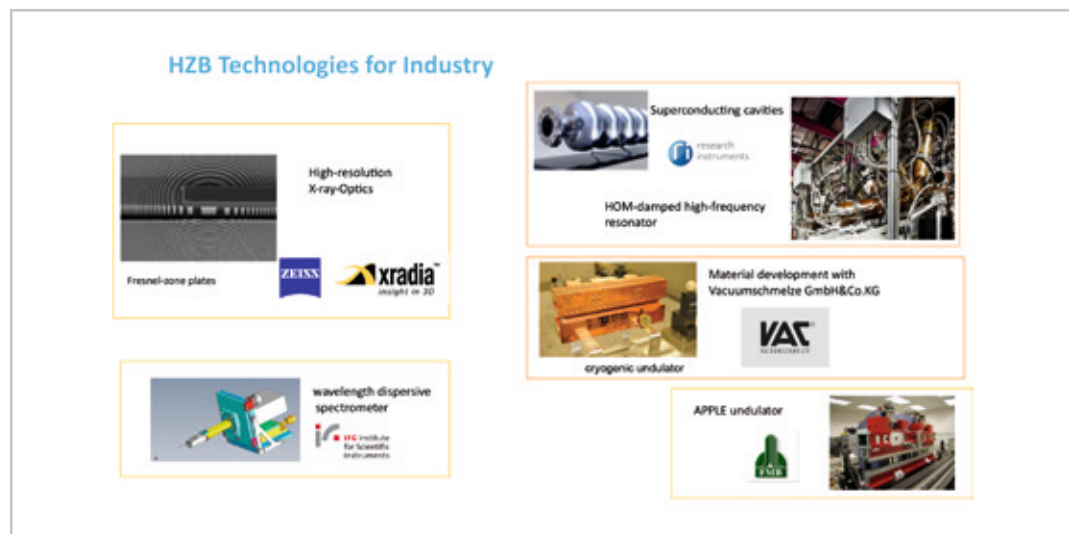 HZB Technologies for Industry
High-resolution
X-ray-Optics
Fresnel-zone plates
ZEISS
xradia™
insight in 3D
wavelength dispersive
spectrometer
IFG Institute
for Scientific
Instruments
Superconducting cavities
research
instruments
HOM-damped high-frequency
resonator
Material development with
Vacuumschmelze GmbH&Co.KG
VAC
cryogenic undulator
APPLE undulator
FMB